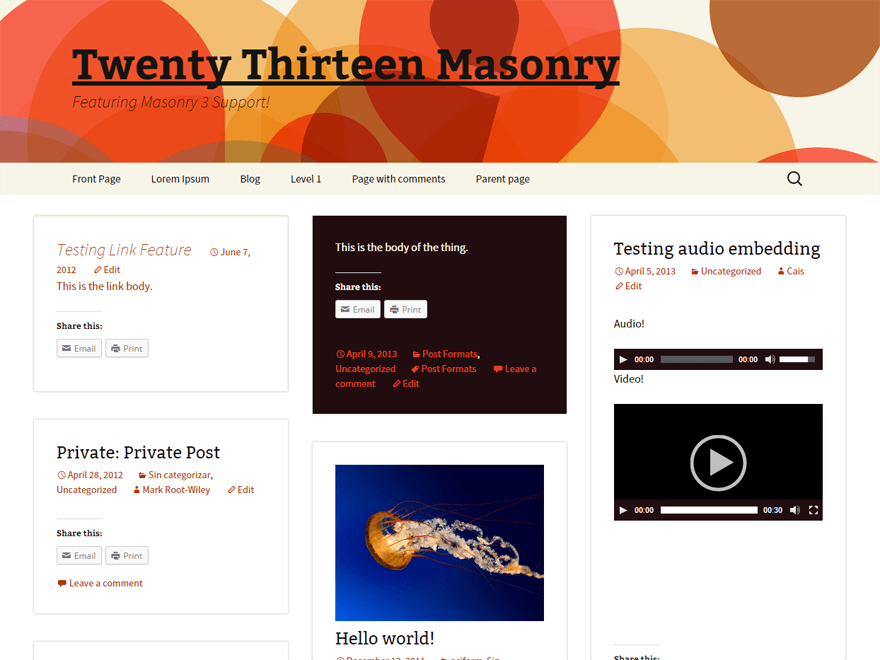 Twenty Thirteen Masonry
Featuring Masonry 3 Support!
Front Page Lorem Ipsum Blog Level 1 Page with comments Parent page
Testing Link Feature June 7,
2012 Edit
This is the link body.
Share this:
Email Print
Private: Private Post
April 28, 2012 Sin categorizar,
Uncategorized Mark Root-Wiley Edit
Share this:
Email Print
Leave a comment
This is the body of the thing.
Share this:
Email Print
April 9, 2013 Post Formats,
Uncategorized Post Formats Leave a
comment Edit
Hello world!
Testing audio embedding
April 5, 2013 Uncategorized Cais
Edit
Audio!
00:00 00:00
Video!
00:00 00:30
Share this: